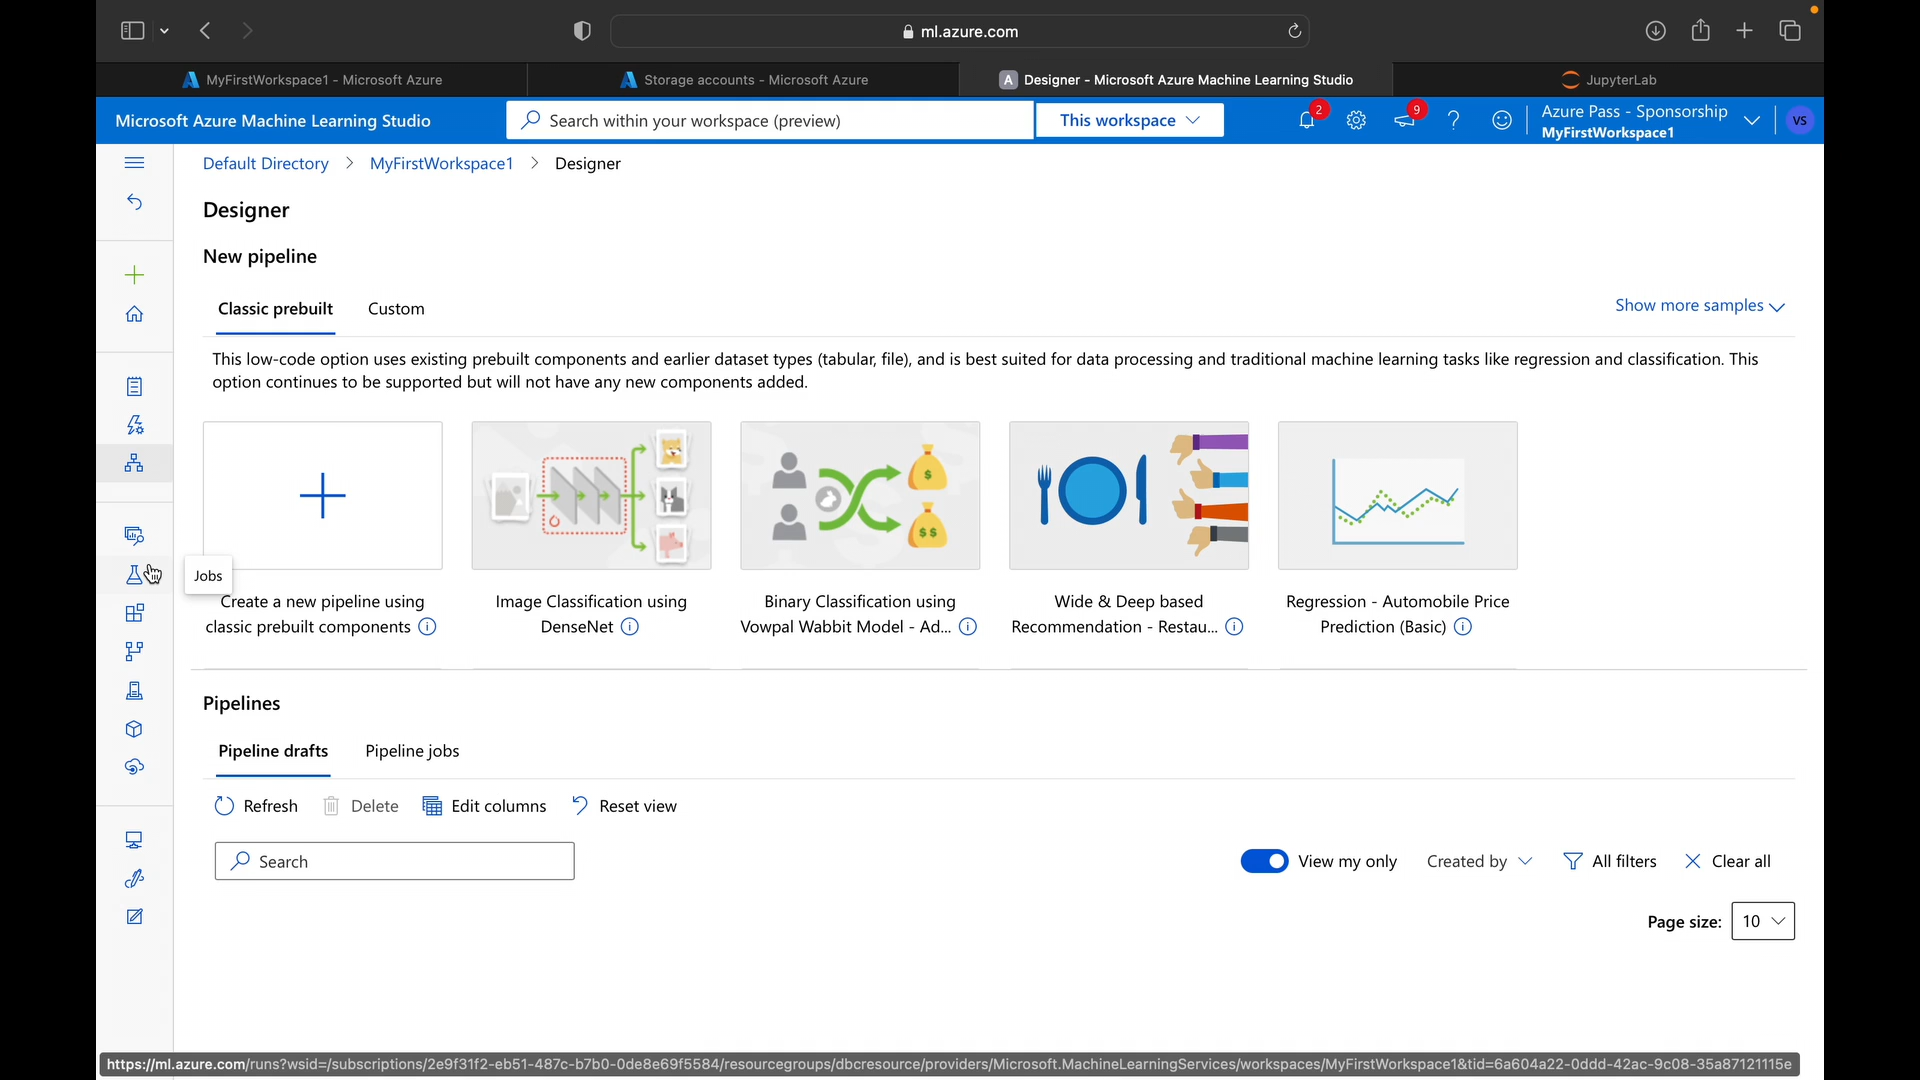 ml.azure.com
MyFirstWorkspace1 - Microsoft Azure
Storage accounts - Microsoft Azure
A Designer - Microsoft Azure Machine Learning Studio
JupyterLab
Microsoft Azure Machine Learning Studio
Search within your workspace (preview)
This workspace
2
9
?
Azure Pass - Sponsorship
MyFirstWorkspace1
VS
Default Directory > MyFirstWorkspace1 > Designer
Designer
New pipeline
Classic prebuilt
Custom
Show more samples
This low-code option uses existing prebuilt components and earlier dataset types (tabular, file), and is best suited for data processing and traditional machine learning tasks like regression and classification. This
option continues to be supported but will not have any new components added.
$
$$
Jobs
Create a new pipeline using
classic prebuilt components
Image Classification using
DenseNet
Binary Classification using
Vowpal Wabbit Model - Ad...
Wide & Deep based
Recommendation - Restau...
Regression - Automobile Price
Prediction (Basic)
Pipelines
Pipeline drafts
Pipeline jobs
Refresh
Delete
Edit columns
Reset view
Search
View my only
Created by
All filters
Clear all
Page size:
10
https://ml.azure.com/runs?wsid=/subscriptions/2e9f31f2-eb51-487c-b7b0-0de8e69f5584/resourcegroups/dbcresource/providers/Microsoft.MachineLearningServices/workspaces/MyFirstWorkspace1&tid=6a604a22-0ddd-42ac-9c08-35a87121115e